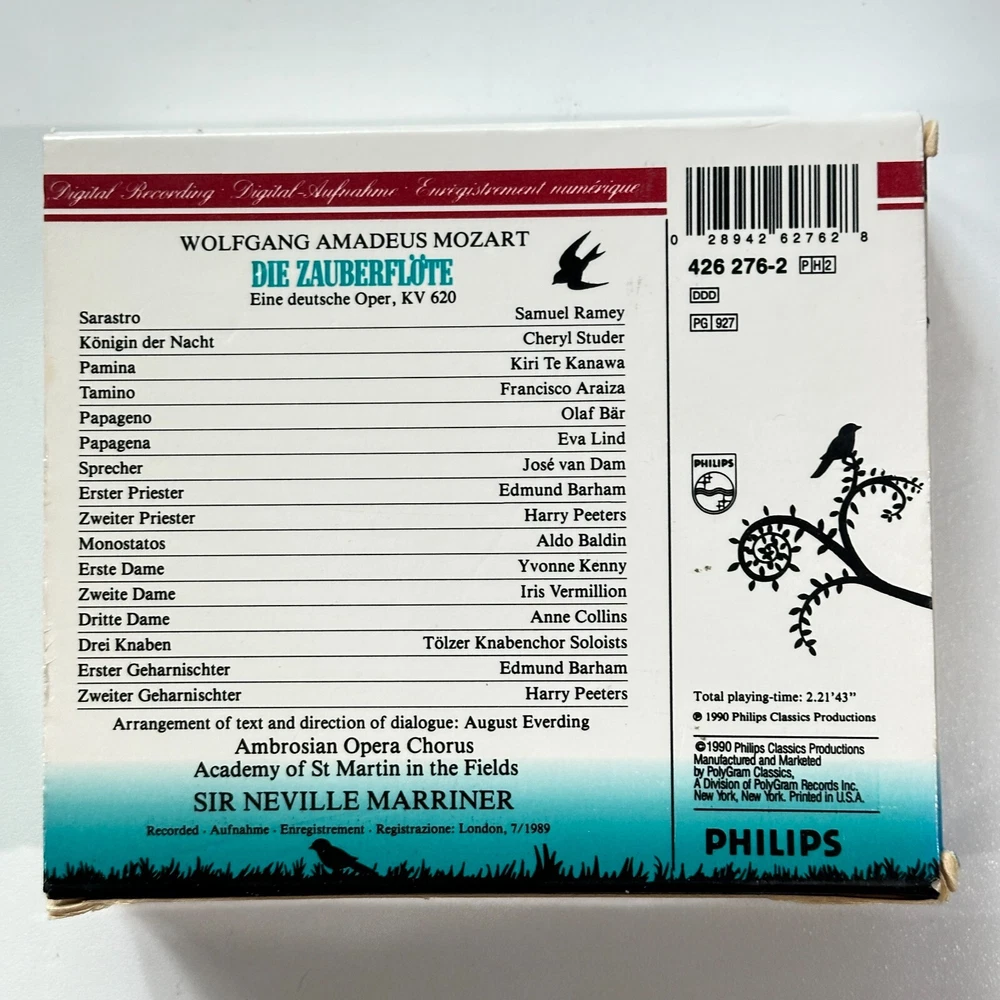 Digital Recording · Digital-Aufnahme · Enregistrement numérique
WOLFGANG AMADEUS MOZART
DIE ZAUBERFLÖTE
Eine deutsche Oper, KV 620
Sarastro Samuel Ramey
Königin der Nacht Cheryl Studer
Pamina Kiri Te Kanawa
Tamino Francisco Araiza
Papageno Olaf Bär
Papagena Eva Lind
Sprecher José van Dam
Erster Priester Edmund Barham
Zweiter Priester Harry Peeters
Monostatos Aldo Baldin
Erste Dame Yvonne Kenny
Zweite Dame Iris Vermillion
Dritte Dame Anne Collins
Drei Knaben Tölzer Knabenchor Soloists
Erster Geharnischter Edmund Barham
Zweiter Geharnischter Harry Peeters
Arrangement of text and direction of dialogue: August Everding
Ambrosian Opera Chorus
Academy of St Martin in the Fields
SIR NEVILLE MARRINER
Recorded · Aufnahme · Enregistrement · Registrazione: London, 7/1989
0 28942 62762 8
426 276-2 PH2
DDD
PG 927
PHILIPS
Total playing-time: 2.21'43"
℗ 1990 Philips Classics Productions
©1990 Philips Classics Productions
Manufactured and Marketed
by PolyGram Classics,
A Division of PolyGram Records Inc.
New York, New York. Printed in U.S.A.
PHILIPS